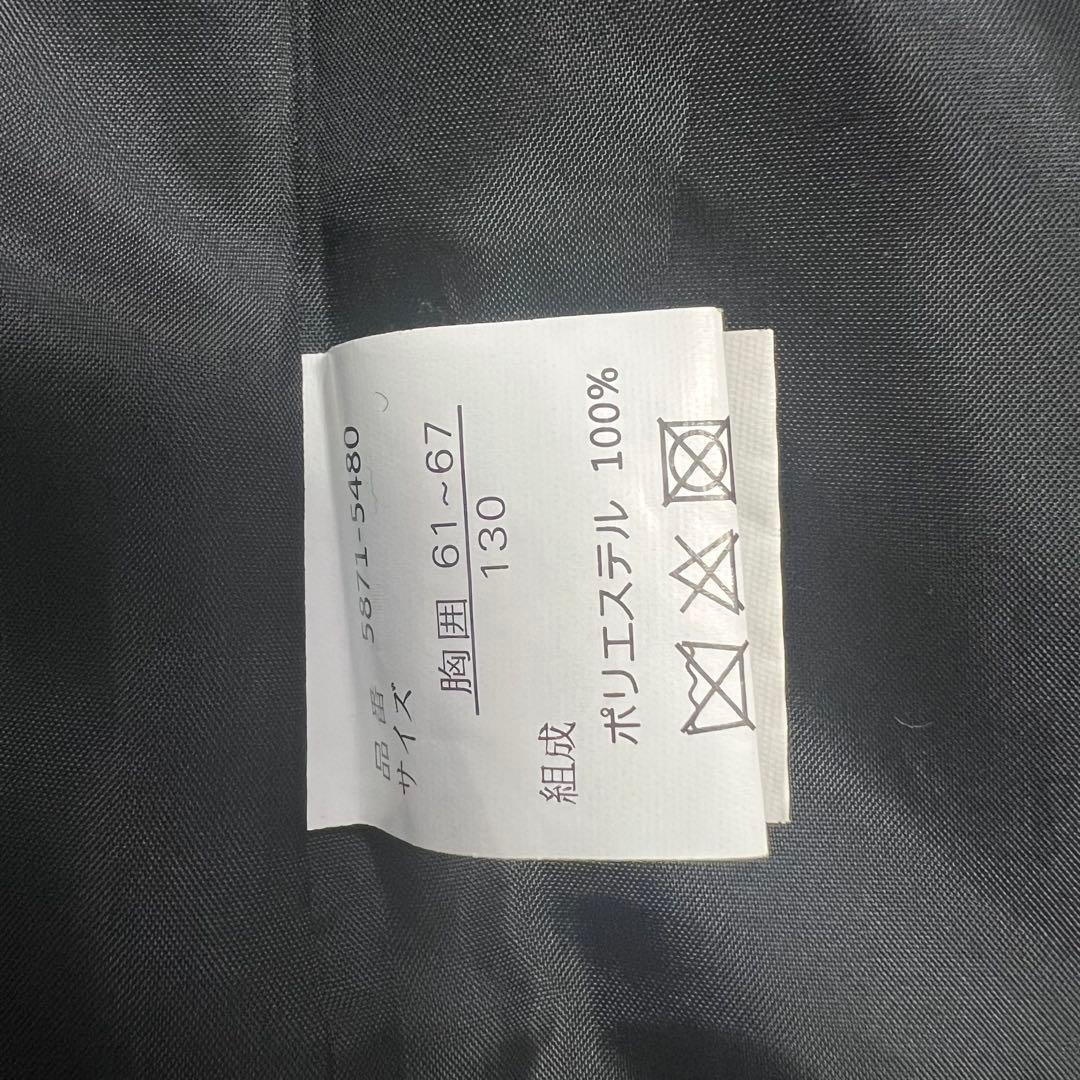 品番 5871-5480
サイズ
胸囲 61~67
130
組成
ポリエステル 100%